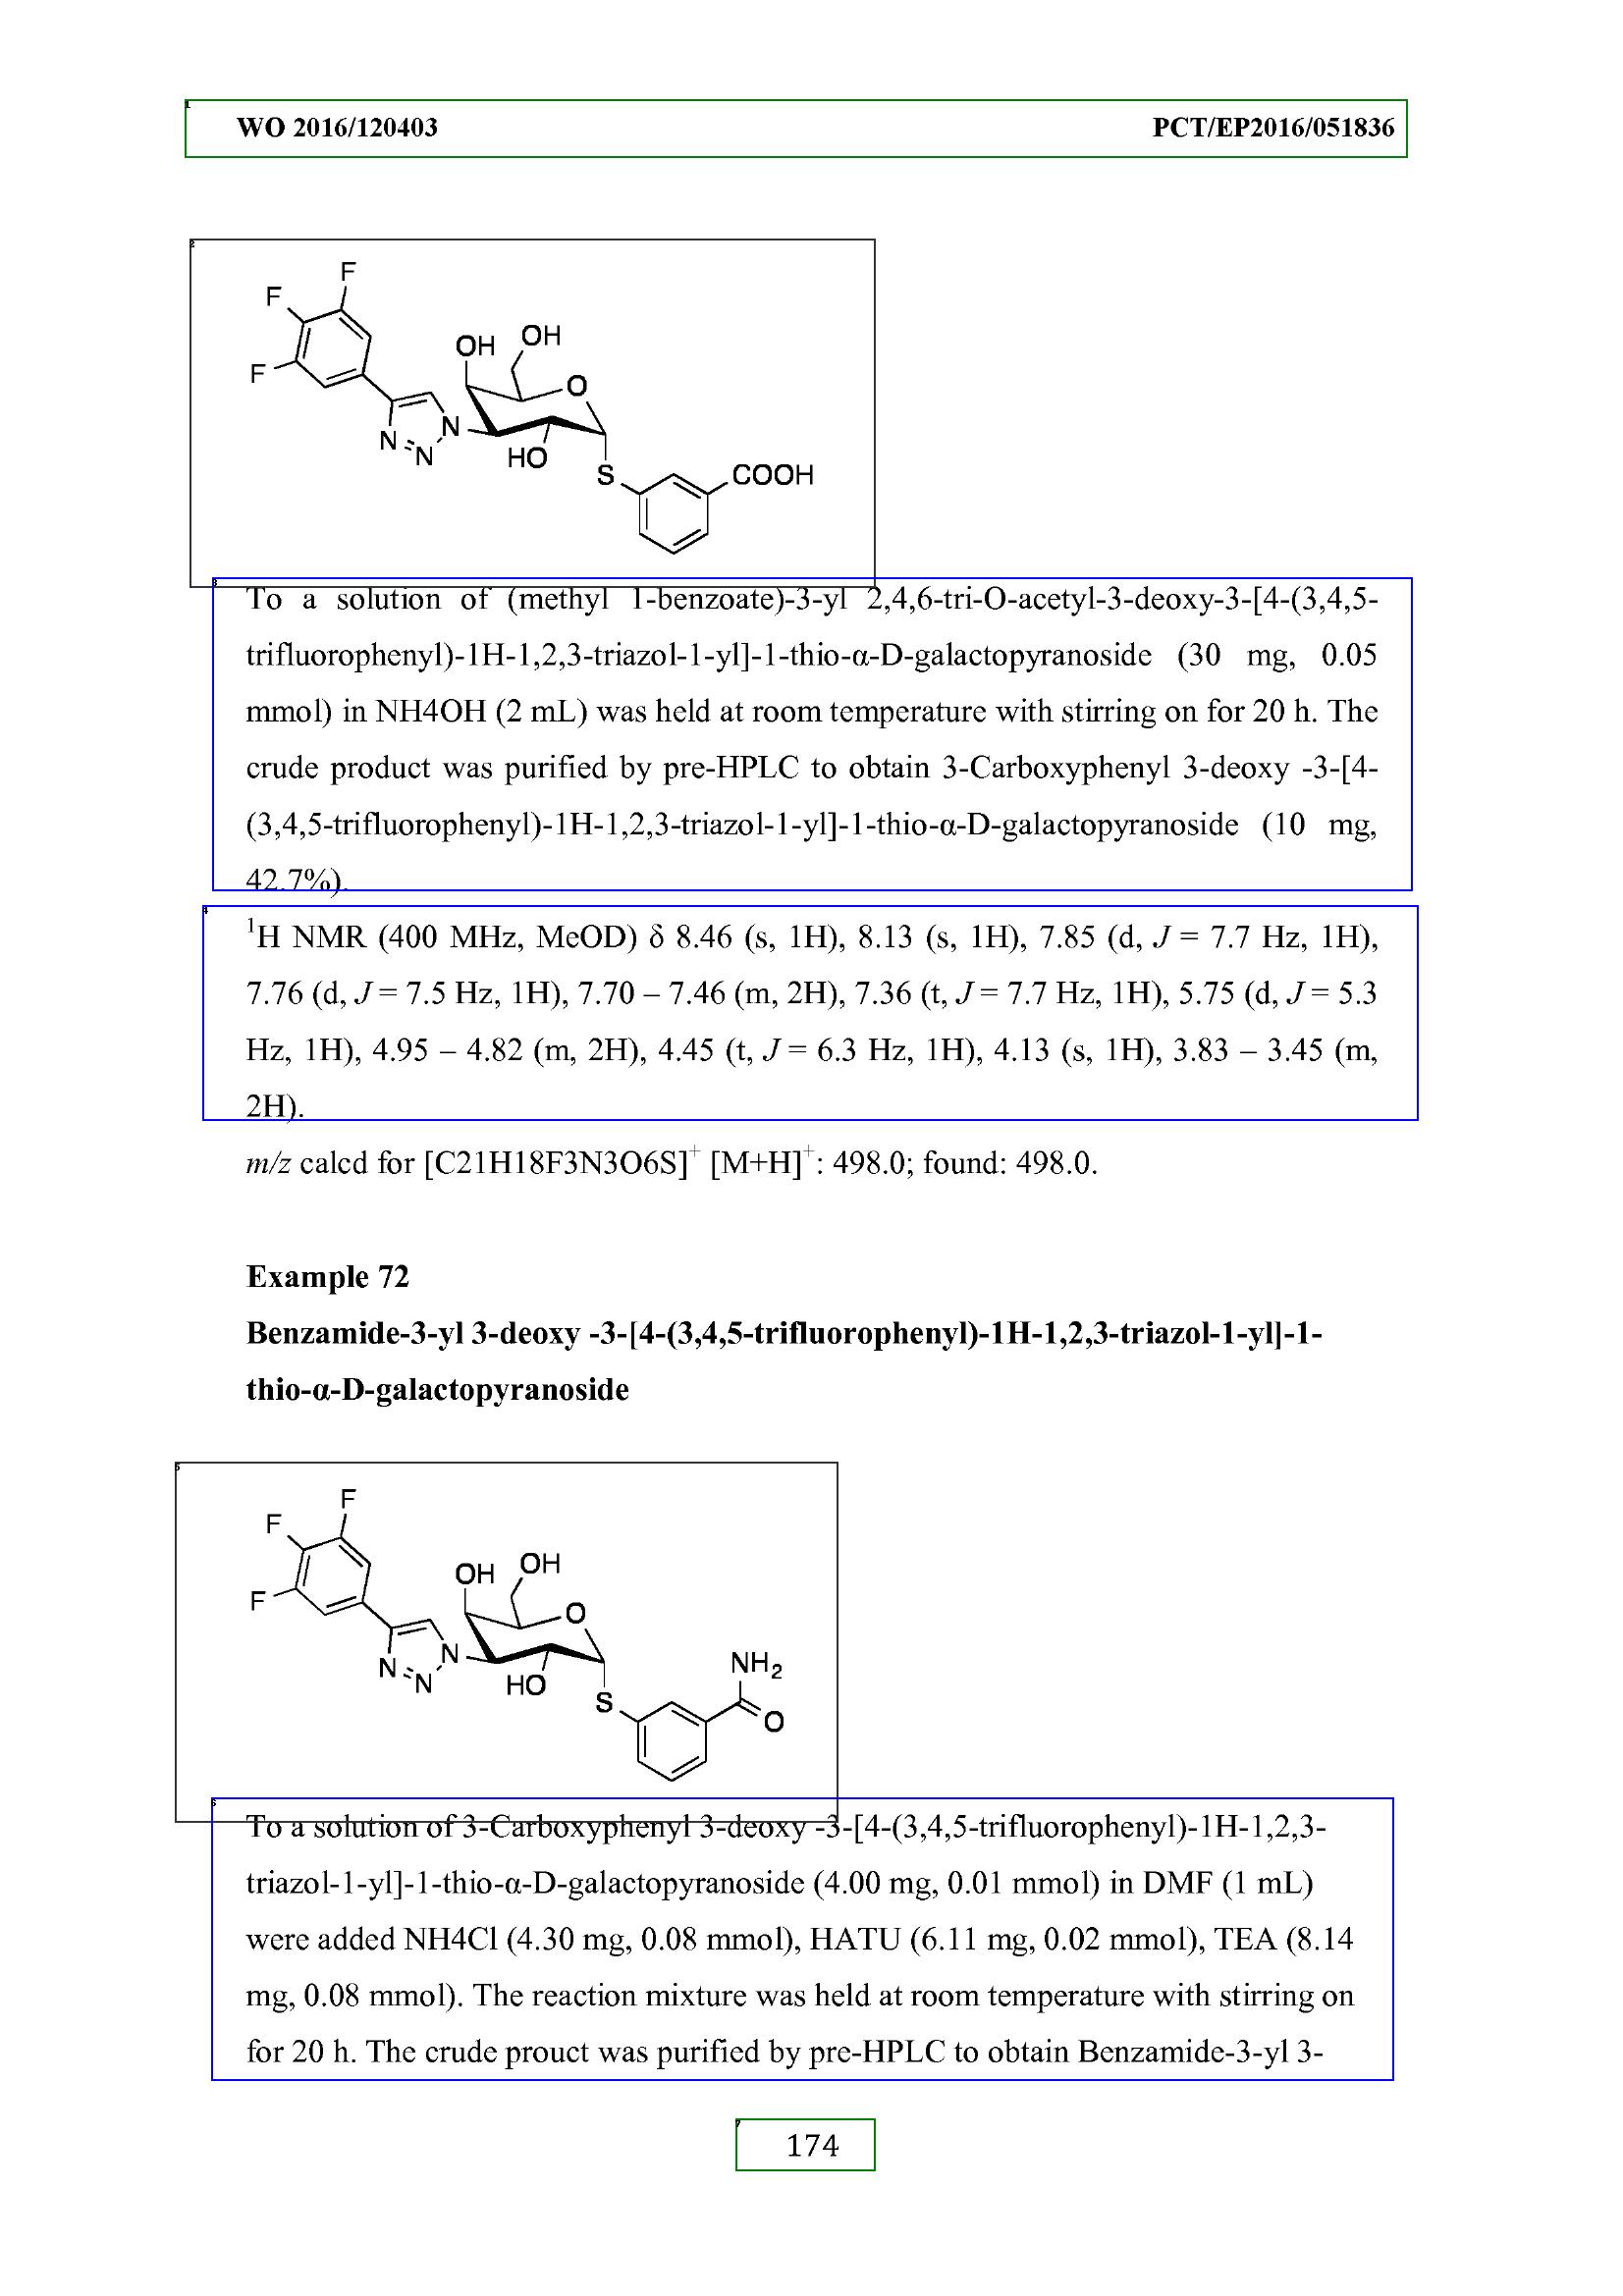 WO 2016/120403 PCT/EP2016/051836
F
F
F
OH
OH
O
N
N
N
HO
S
COOH
To a solution of (methyl 1-benzoate)-3-yl 2,4,6-tri-O-acetyl-3-deoxy-3-[4-(3,4,5-
trifluorophenyl)-1H-1,2,3-triazol-1-yl]-1-thio-α-D-galactopyranoside (30 mg, 0.05
mmol) in NH4OH (2 mL) was held at room temperature with stirring on for 20 h. The
crude product was purified by pre-HPLC to obtain 3-Carboxyphenyl 3-deoxy -3-[4-
(3,4,5-trifluorophenyl)-1H-1,2,3-triazol-1-yl]-1-thio-α-D-galactopyranoside (10 mg,
42.7%).
¹H NMR (400 MHz, MeOD) δ 8.46 (s, 1H), 8.13 (s, 1H), 7.85 (d, J = 7.7 Hz, 1H),
7.76 (d, J = 7.5 Hz, 1H), 7.70 – 7.46 (m, 2H), 7.36 (t, J = 7.7 Hz, 1H), 5.75 (d, J = 5.3
Hz, 1H), 4.95 – 4.82 (m, 2H), 4.45 (t, J = 6.3 Hz, 1H), 4.13 (s, 1H), 3.83 – 3.45 (m,
2H).
m/z calcd for [C21H18F3N3O6S]⁺ [M+H]⁺: 498.0; found: 498.0.
Example 72
Benzamide-3-yl 3-deoxy -3-[4-(3,4,5-trifluorophenyl)-1H-1,2,3-triazol-1-yl]-1-
thio-α-D-galactopyranoside
F
F
F
OH
OH
O
N
N
N
HO
S
NH₂
O
To a solution of 3-Carboxyphenyl 3-deoxy -3-[4-(3,4,5-trifluorophenyl)-1H-1,2,3-
triazol-1-yl]-1-thio-α-D-galactopyranoside (4.00 mg, 0.01 mmol) in DMF (1 mL)
were added NH4Cl (4.30 mg, 0.08 mmol), HATU (6.11 mg, 0.02 mmol), TEA (8.14
mg, 0.08 mmol). The reaction mixture was held at room temperature with stirring on
for 20 h. The crude prouct was purified by pre-HPLC to obtain Benzamide-3-yl 3-
174